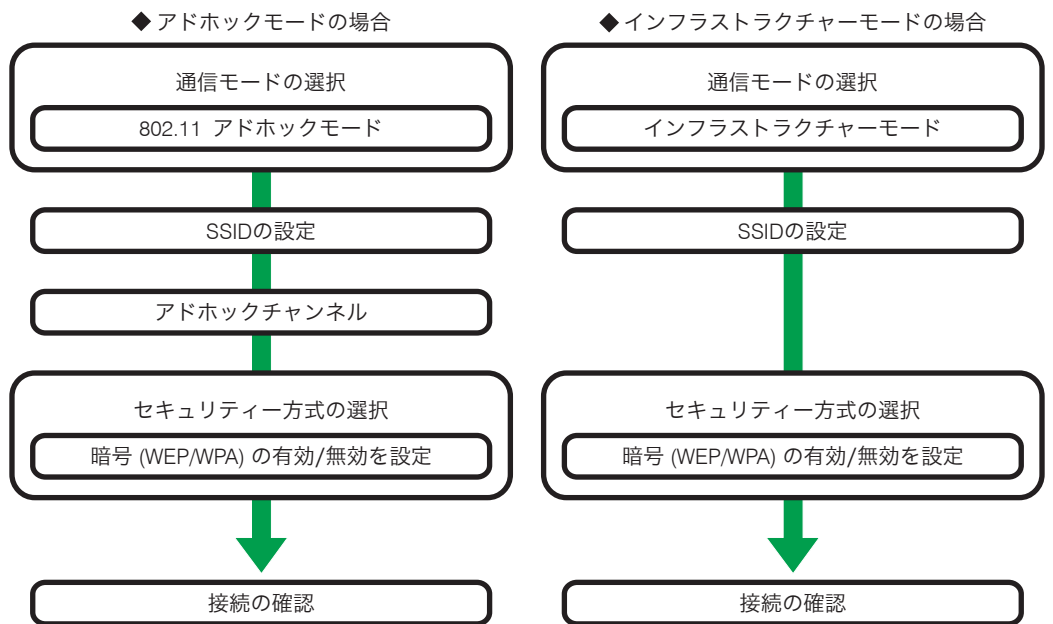 ◆ アドホックモードの場合
通信モードの選択
802.11 アドホックモード
SSIDの設定
アドホックチャンネル
セキュリティー方式の選択
暗号 (WEP/WPA) の有効/無効を設定
接続の確認
◆ インフラストラクチャーモードの場合
通信モードの選択
インフラストラクチャーモード
SSIDの設定
セキュリティー方式の選択
暗号 (WEP/WPA) の有効/無効を設定
接続の確認